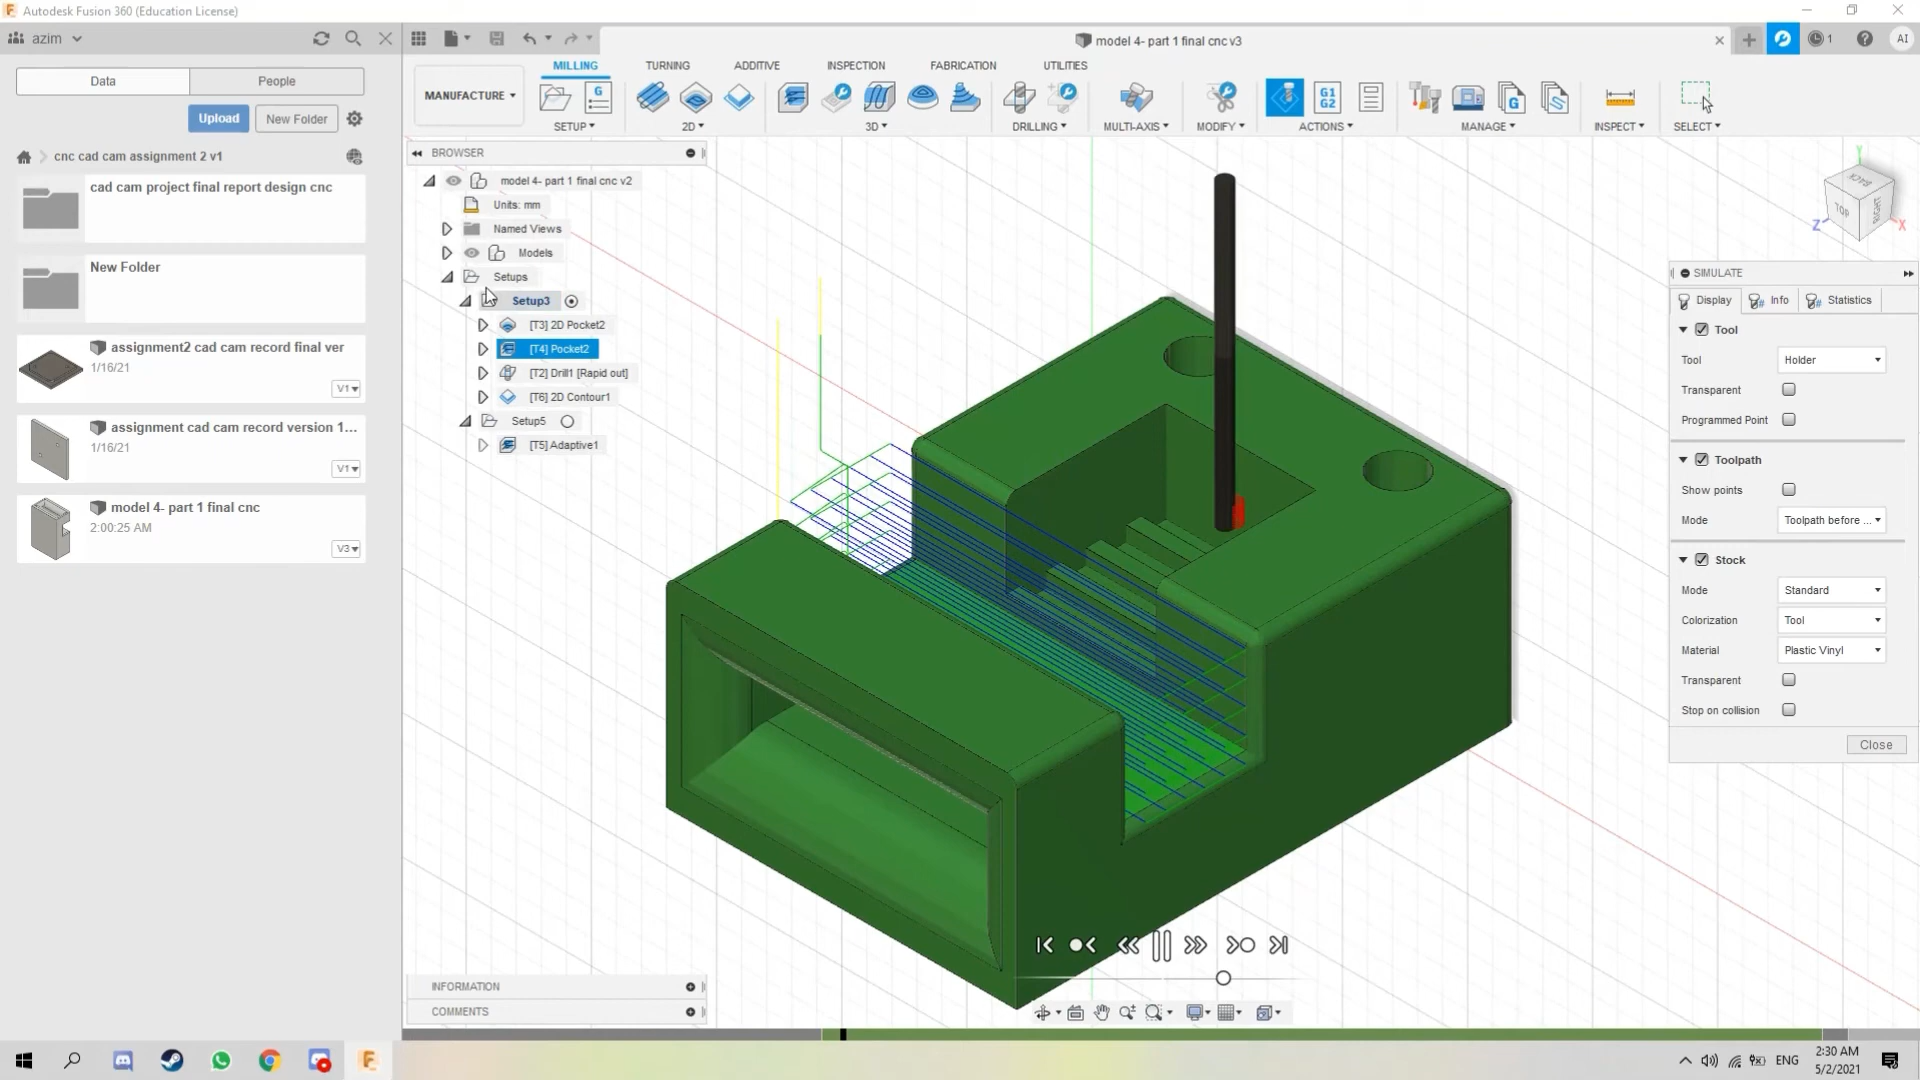 Autodesk Fusion 360 (Education License)
azim
model 4- part 1 final cnc v3
1
AI
Data
People
Upload
New Folder
cnc cad cam assignment 2 v1
cad cam project final report design cnc
New Folder
assignment2 cad cam record final ver
1/16/21
V1
assignment cad cam record version 1...
1/16/21
V1
model 4- part 1 final cnc
2:00:25 AM
V3
MANUFACTURE
MILLING
TURNING
ADDITIVE
INSPECTION
FABRICATION
UTILITIES
G
G1
G2
G
S
SETUP
2D
3D
DRILLING
MULTI-AXIS
MODIFY
ACTIONS
MANAGE
INSPECT
SELECT
BROWSER
model 4- part 1 final cnc v2
Units: mm
Named Views
Models
Setups
Setup3
[T3] 2D Pocket2
[T4] Pocket2
[T2] Drill1 [Rapid out]
[T6] 2D Contour1
Setup5
[T5] Adaptive1
Y
BACK
TOP
RIGHT
Z
X
SIMULATE
Display
Info
Statistics
Tool
Tool
Holder
Transparent
Programmed Point
Toolpath
Show points
Mode
Toolpath before ...
Stock
Mode
Standard
Colorization
Tool
Material
Plastic Vinyl
Transparent
Stop on collision
Close
INFORMATION
COMMENTS
ENG
2:30 AM
5/2/2021